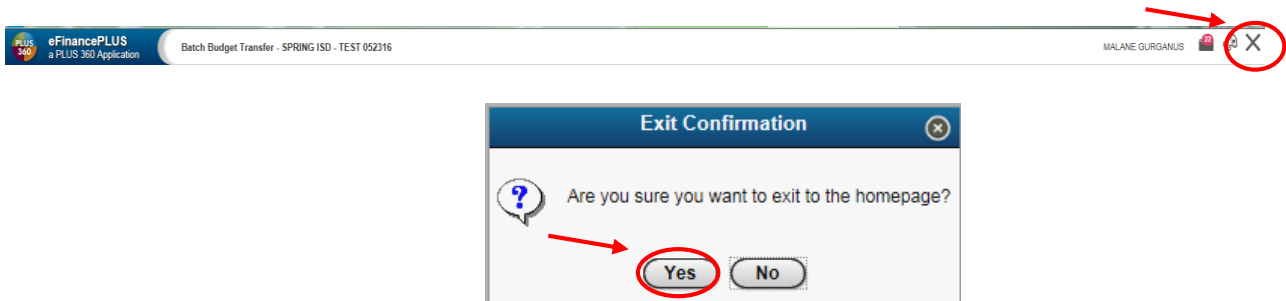 PLUS 360
eFinancePLUS
a PLUS 360 Application
Batch Budget Transfer - SPRING ISD - TEST 052316
MALANE GURGANUS
22
Exit Confirmation
Are you sure you want to exit to the homepage?
Yes No